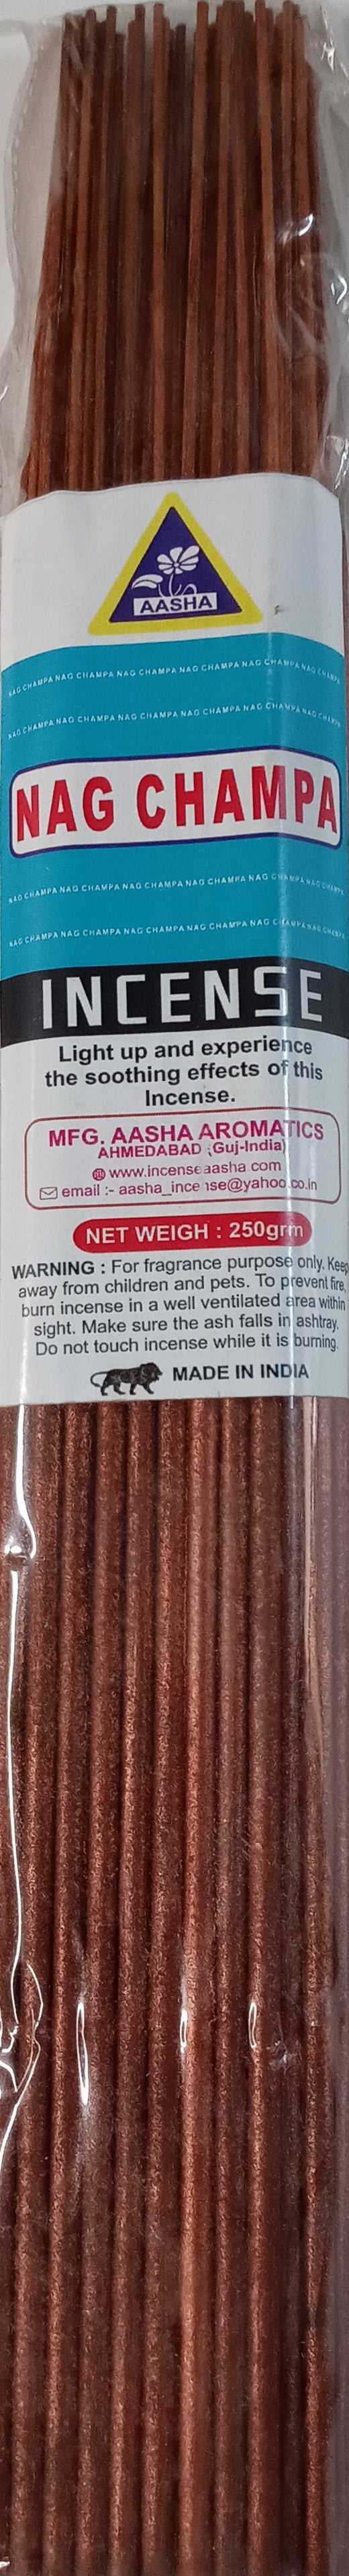 AASHA
NAG CHAMPA NAG CHAMPA NAG CHAMPA NAG CHAMPA NAG CHAMPA NAG CHAMPA
NAG CHAMPA NAG CHAMPA NAG CHAMPA NAG CHAMPA NAG CHAMPA NAG CHAMPA
NAG CHAMPA
NAG CHAMPA NAG CHAMPA NAG CHAMPA NAG CHAMPA NAG CHAMPA NAG CHAMPA
NAG CHAMPA NAG CHAMPA NAG CHAMPA NAG CHAMPA NAG CHAMPA NAG CHAMPA
INCENSE
Light up and experience
the soothing effects of this
Incense.
MFG. AASHA AROMATICS
AHMEDABAD (Guj-India)
www.incenseaasha.com
email :- aasha_incense@yahoo.co.in
NET WEIGH : 250grm
WARNING : For fragrance purpose only. Keep
away from children and pets. To prevent fire,
burn incense in a well ventilated area within
sight. Make sure the ash falls in ashtray.
Do not touch incense while it is burning.
MADE IN INDIA